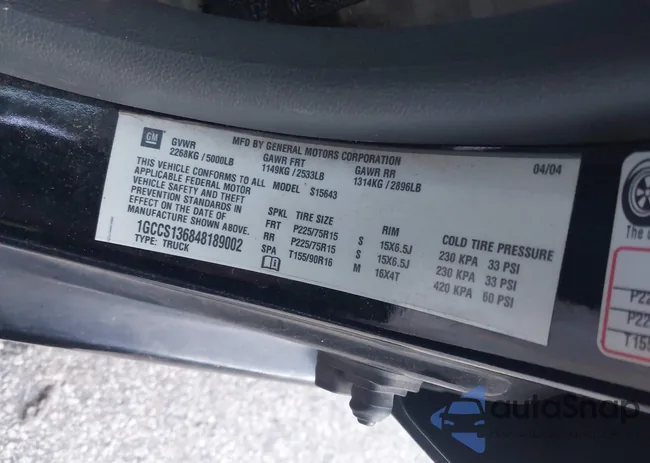 GM MFD BY GENERAL MOTORS CORPORATION 04/04
GVWR GAWR FRT GAWR RR
2268KG / 5000LB 1149KG / 2533LB 1314KG / 2896LB
THIS VEHICLE CONFORMS TO ALL
APPLICABLE FEDERAL MOTOR
VEHICLE SAFETY AND THEFT
PREVENTION STANDARDS IN
EFFECT ON THE DATE OF
MANUFACTURE SHOWN ABOVE.
1GCCS136848189002
TYPE: TRUCK
MODEL S15643
SPKL TIRE SIZE RIM COLD TIRE PRESSURE
FRT P225/75R15 S 15X6.5J 230 KPA 33 PSI
RR P225/75R15 S 15X6.5J 230 KPA 33 PSI
SPA T155/90R16 M 16X4T 420 KPA 60 PSI
P22
P22
T155
autoSnap